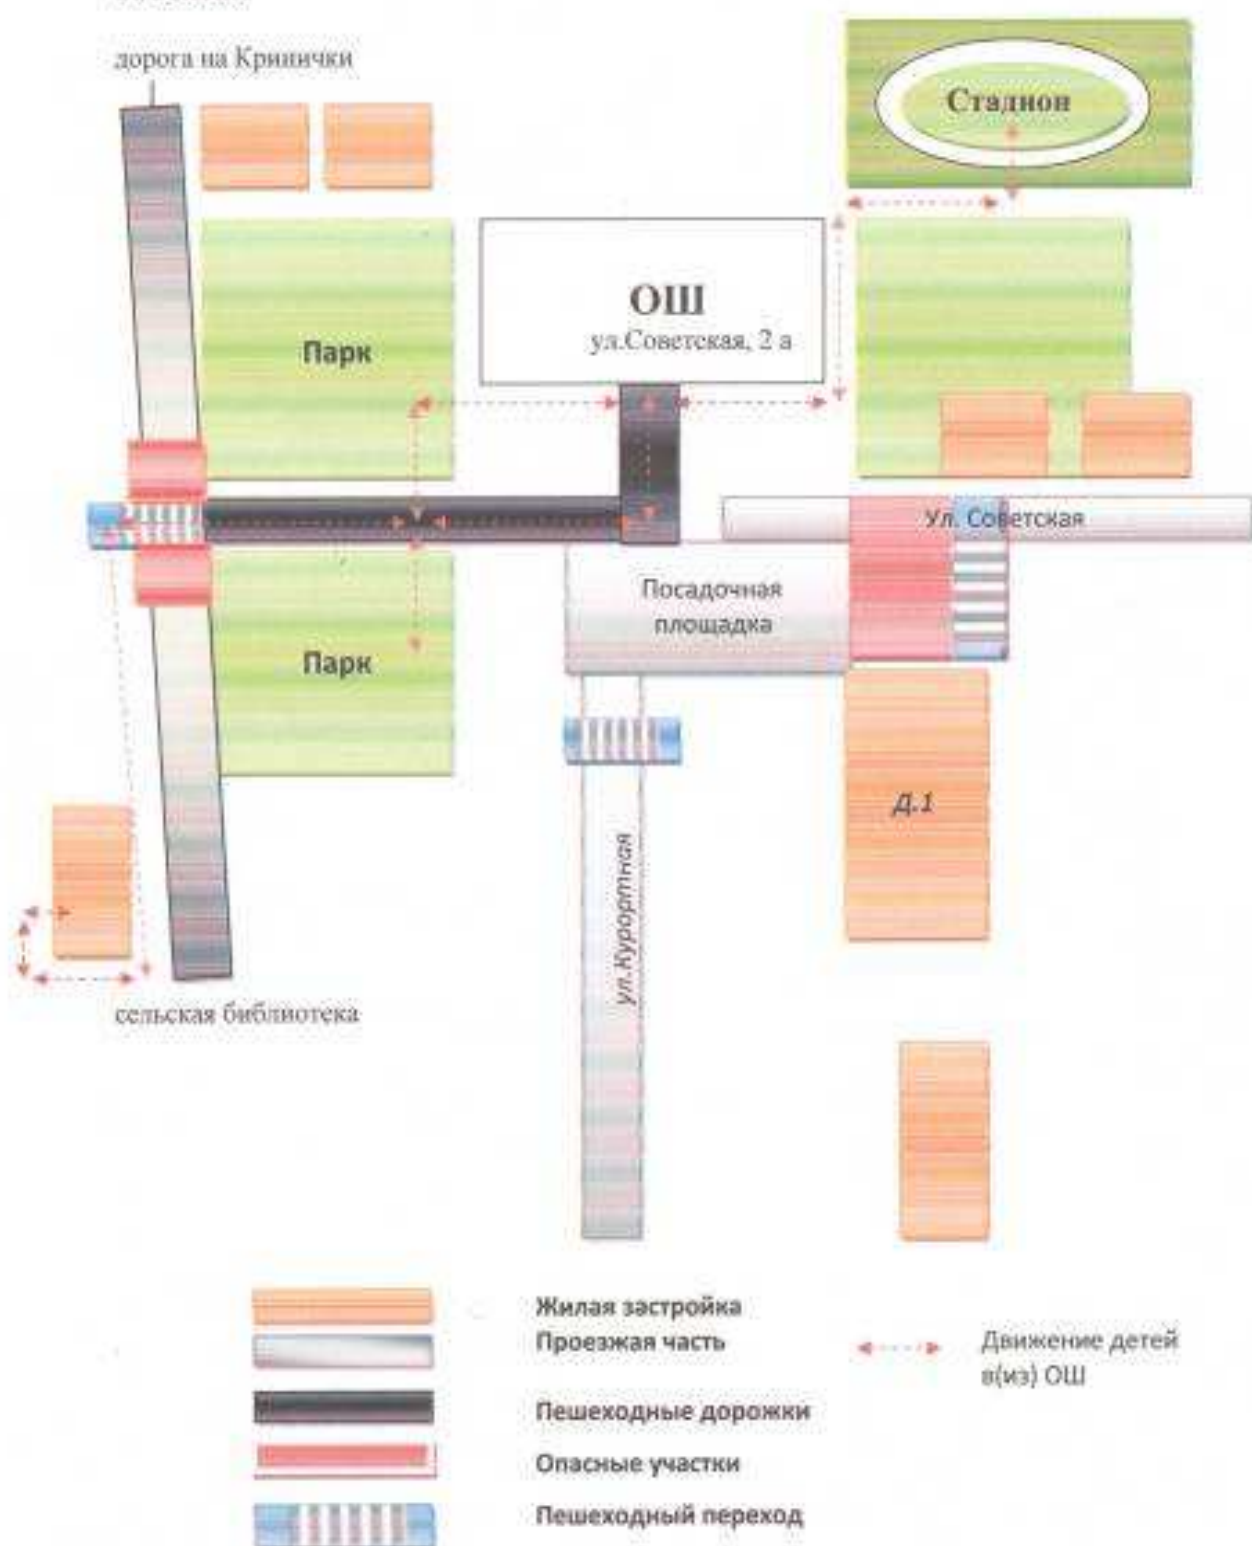 дорога на Кринички
Стадион
ОШ
ул.Советская, 2 а
Парк
Ул. Советская
Посадочная
площадка
Парк
Д.1
ул.Курортная
сельская библиотека
Жилая застройка
Проезжая часть
Движение детей
в(из) ОШ
Пешеходные дорожки
Опасные участки
Пешеходный переход